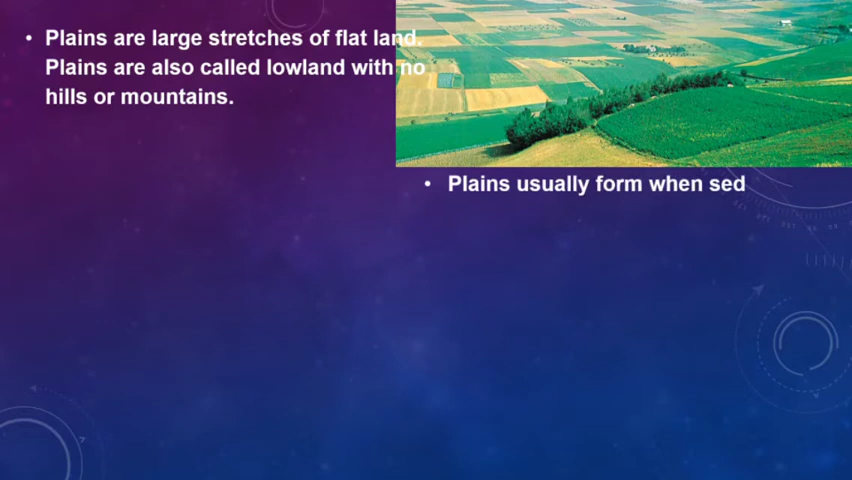 • Plains are large stretches of flat land.
Plains are also called lowland with no
hills or mountains.
• Plains usually form when sed